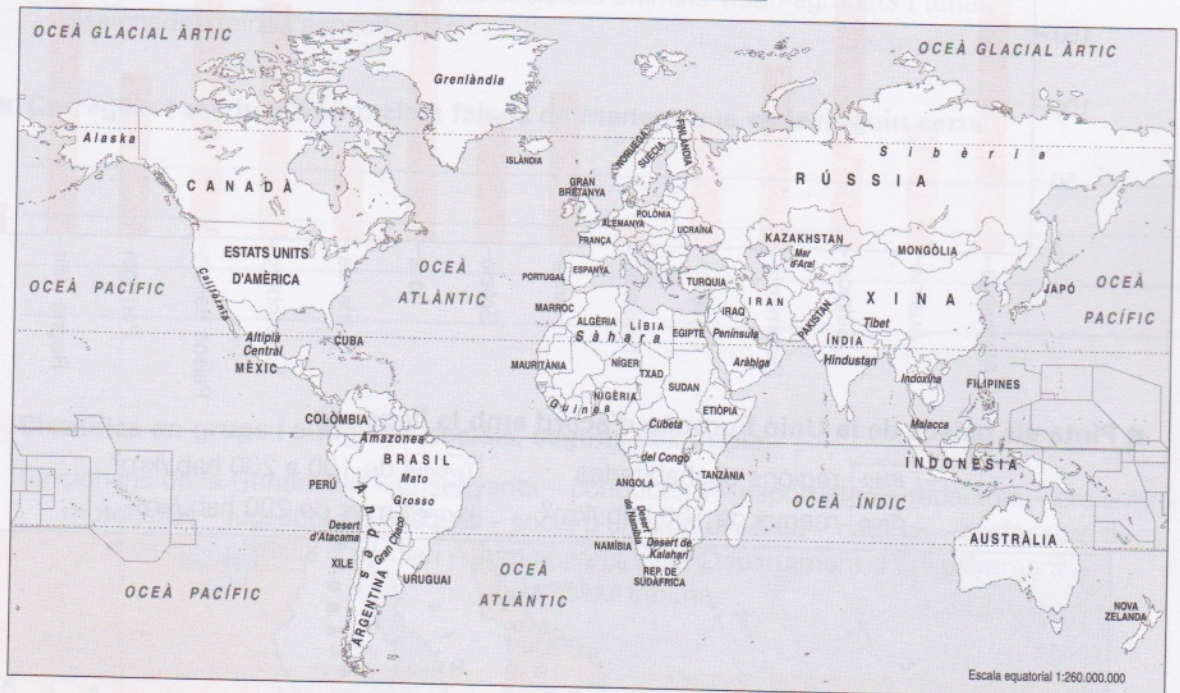 OCEÀ GLACIAL ÀRTIC
OCEÀ GLACIAL ÀRTIC
Grenlàndia
Alaska
ISLÀNDIA
NORUEGA
SUÈCIA
FINLÀNDIA
Sibèria
CANADÀ
GRAN
BRETANYA
RÚSSIA
POLÒNIA
ALEMANYA
UCRAÏNA
FRANÇA
KAZAKHSTAN
Mar
d'Aral
MONGÒLIA
ESTATS UNITS
D'AMÈRICA
Califòrnia
OCEÀ
ATLÀNTIC
PORTUGAL
ESPANYA
TURQUIA
OCEÀ PACÍFIC
XINA
JAPÓ
OCEÀ
PACÍFIC
MARROC
ALGÈRIA
LÍBIA
EGIPTE
IRAQ
IRAN
PAKISTAN
Tibet
Península
Aràbiga
Sàhara
ÍNDIA
Hindustan
Altiplà
Central
MÈXIC
CUBA
MAURITÀNIA
NÍGER
TXAD
SUDAN
Indoxina
FILIPINES
NIGÈRIA
Guinea
ETIÒPIA
COLÒMBIA
Amazones
Cubeta
del Congo
Malacca
BRASIL
INDONESIA
Mato
Grosso
PERÚ
Andes
ANGOLA
TANZÀNIA
OCEÀ ÍNDIC
Desert
d'Atacama
Gran Chaco
Desert
de Namíbia
NAMÍBIA
Desert de
Kalahari
AUSTRÀLIA
XILE
URUGUAI
REP. DE
SUDÀFRICA
OCEÀ PACÍFIC
ARGENTINA
OCEÀ
ATLÀNTIC
NOVA
ZELANDA
Escala equatorial 1:260.000.000